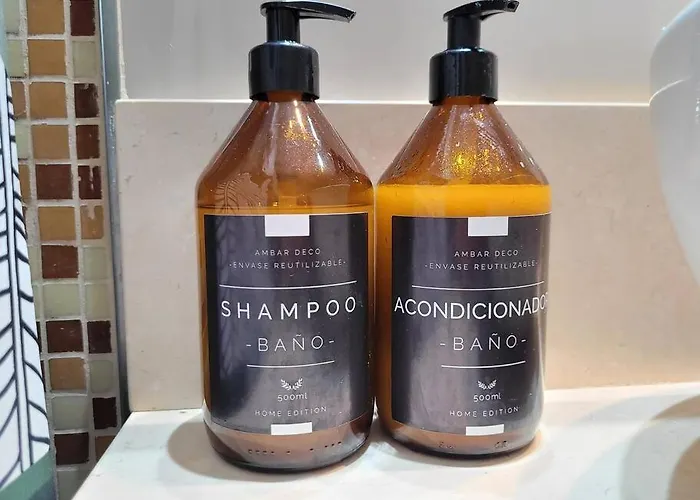 AMBAR DECO
-ENVASE REUTILIZABLE-
SHAMPOO
-BAÑO-
500ml
HOME EDITION
AMBAR DECO
-ENVASE REUTILIZABLE-
ACONDICIONADOR
-BAÑO-
500ml
HOME EDITION